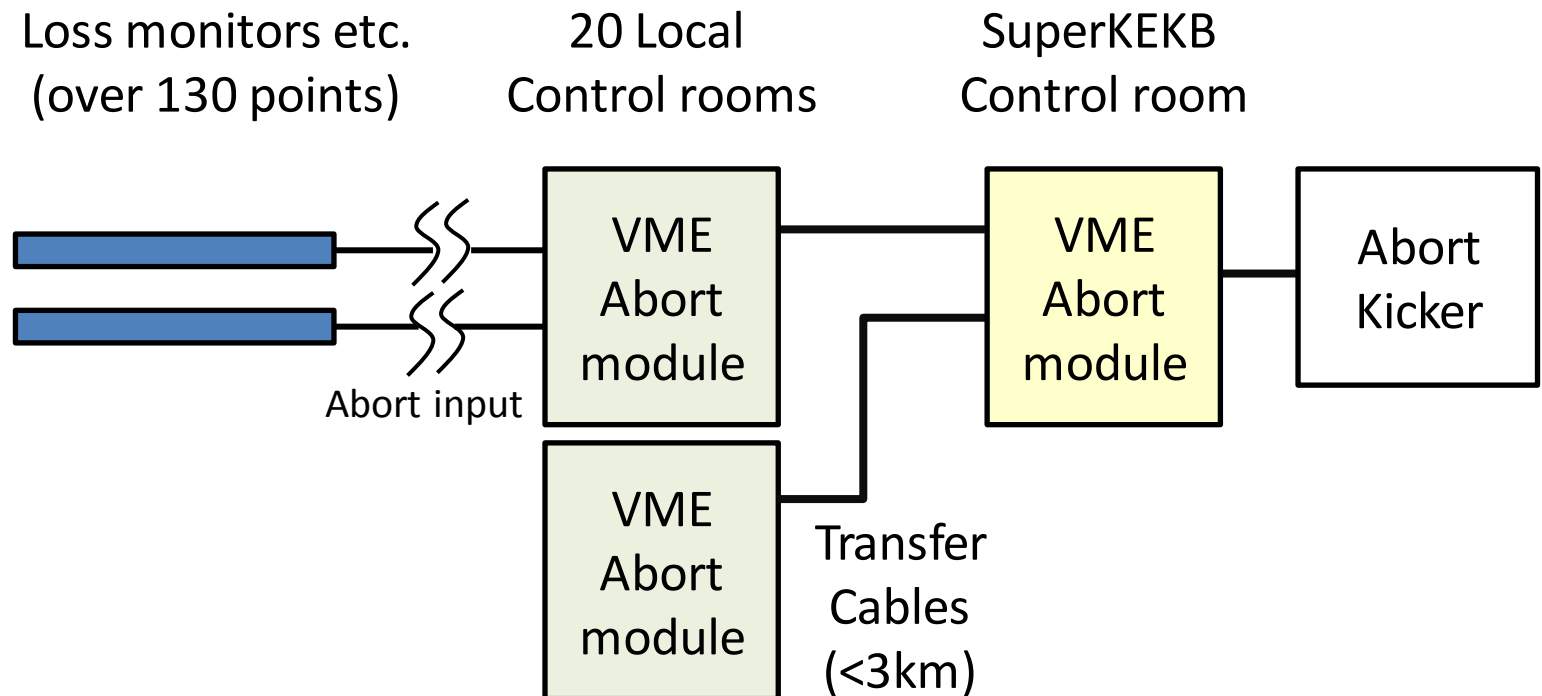 Loss monitors etc.
(over 130 points)
20 Local
Control rooms
SuperKEKB
Control room
VME
Abort
module
VME
Abort
module
Abort
Kicker
Abort input
VME
Abort
module
Transfer
Cables
(<3km)